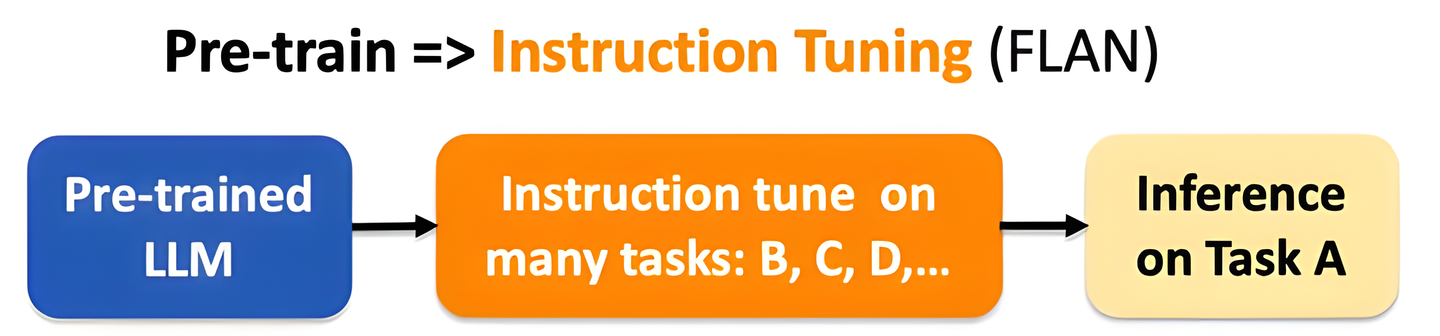 Pre-train => Instruction Tuning (FLAN)
Pre-trained
LLM
Instruction tune on
many tasks: B, C, D,...
Inference
on Task A